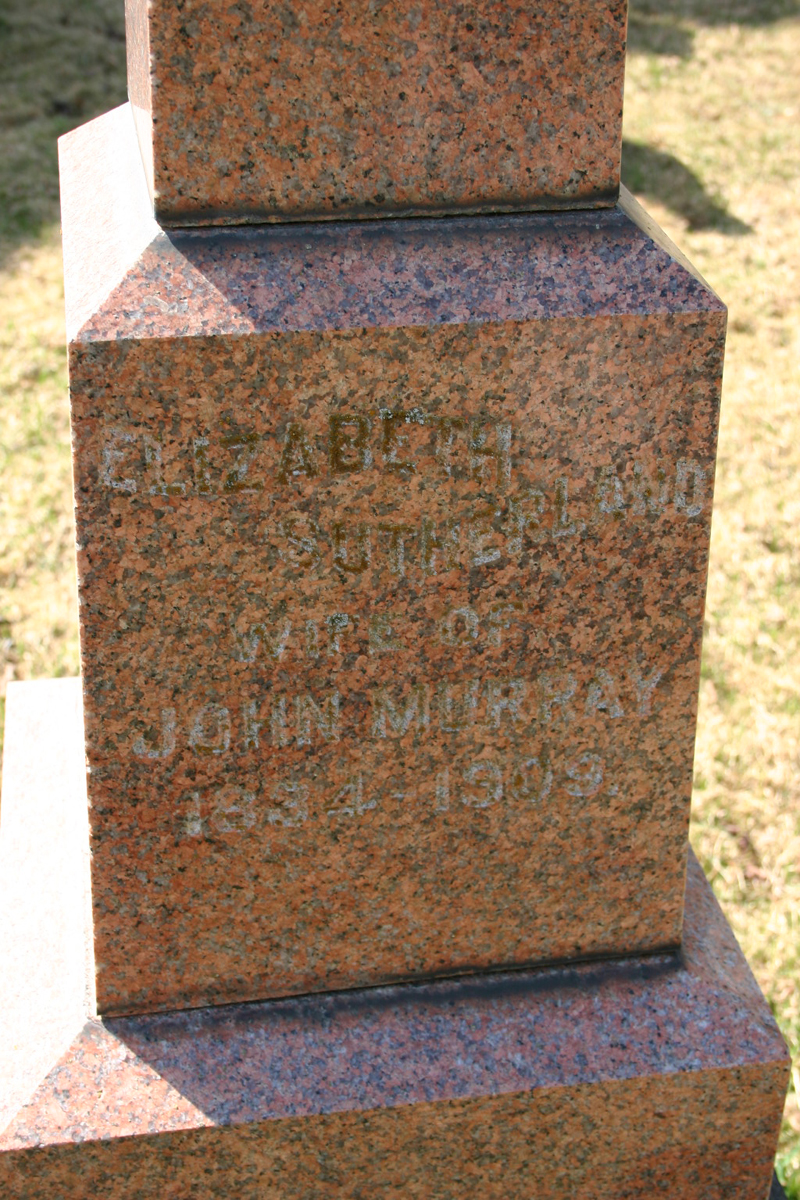 ELIZABETH
SUTHERLAND
WIFE OF
JOHN MURRAY
1834-1909.